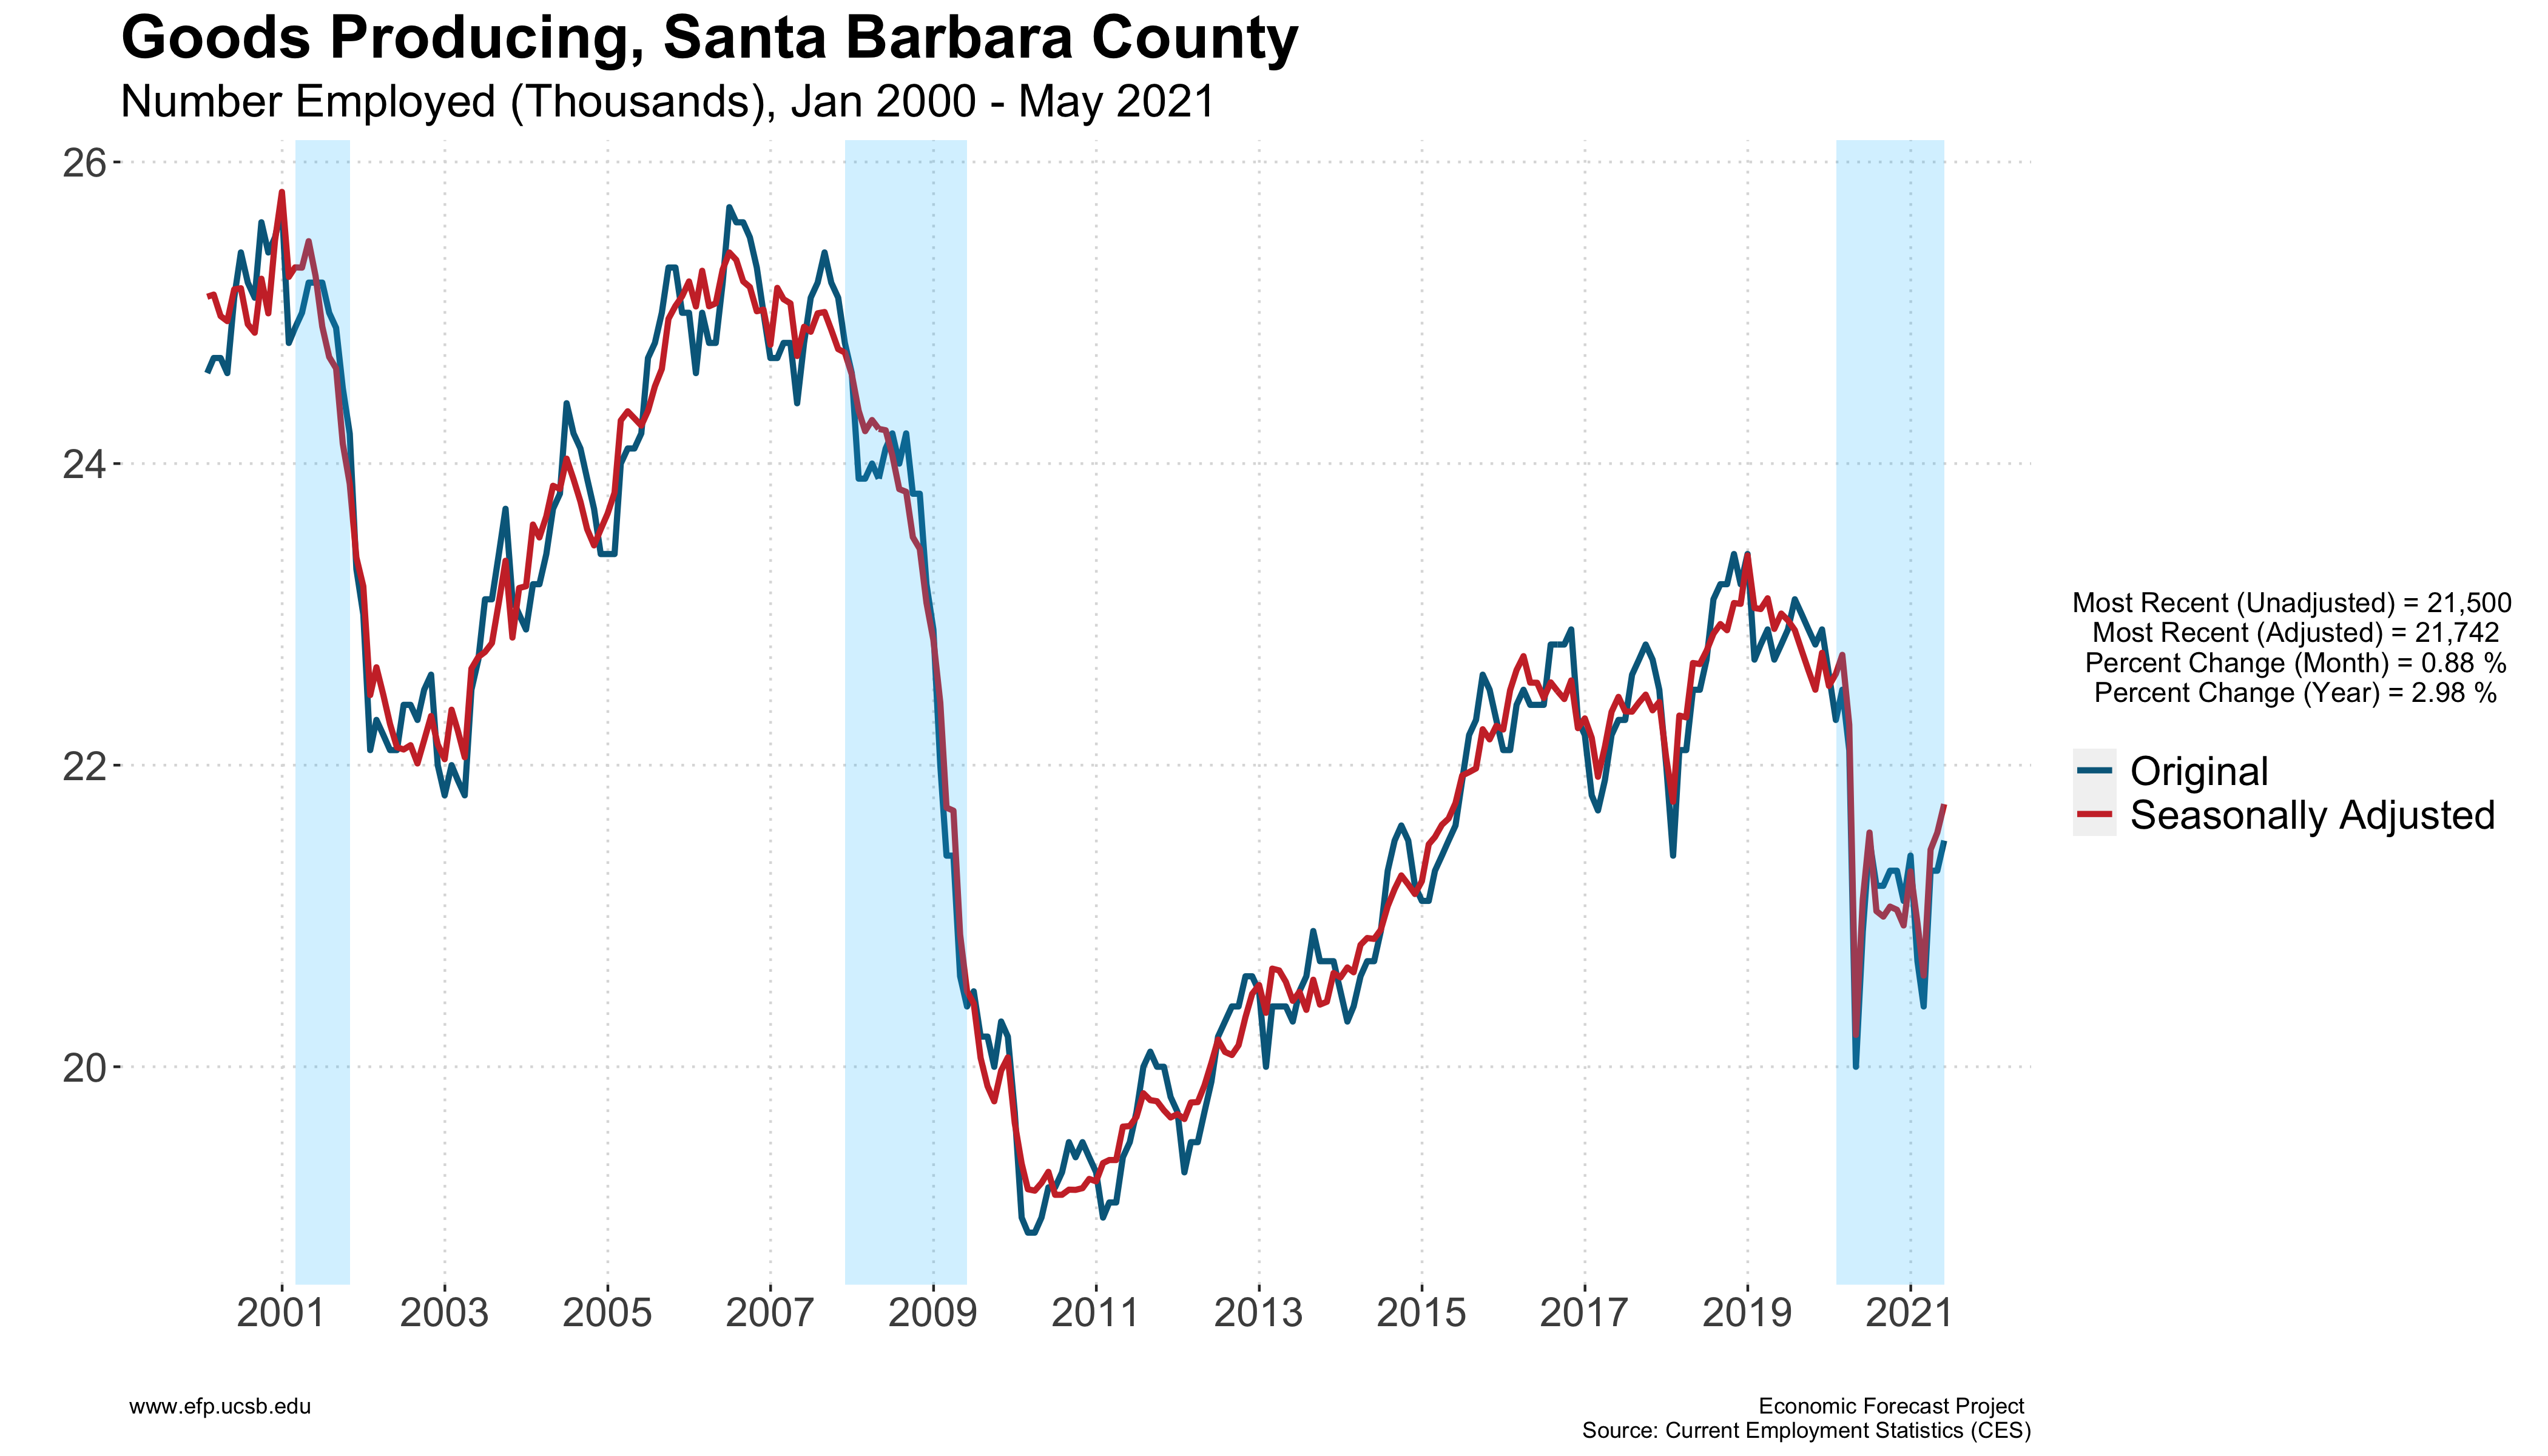 Goods Producing, Santa Barbara County
Number Employed (Thousands), Jan 2000 - May 2021
26
24
22
20
2001 2003 2005 2007 2009 2011 2013 2015 2017 2019 2021
Most Recent (Unadjusted) = 21,500
Most Recent (Adjusted) = 21,742
Percent Change (Month) = 0.88 %
Percent Change (Year) = 2.98 %
Original
Seasonally Adjusted
www.efp.ucsb.edu
Economic Forecast Project
Source: Current Employment Statistics (CES)